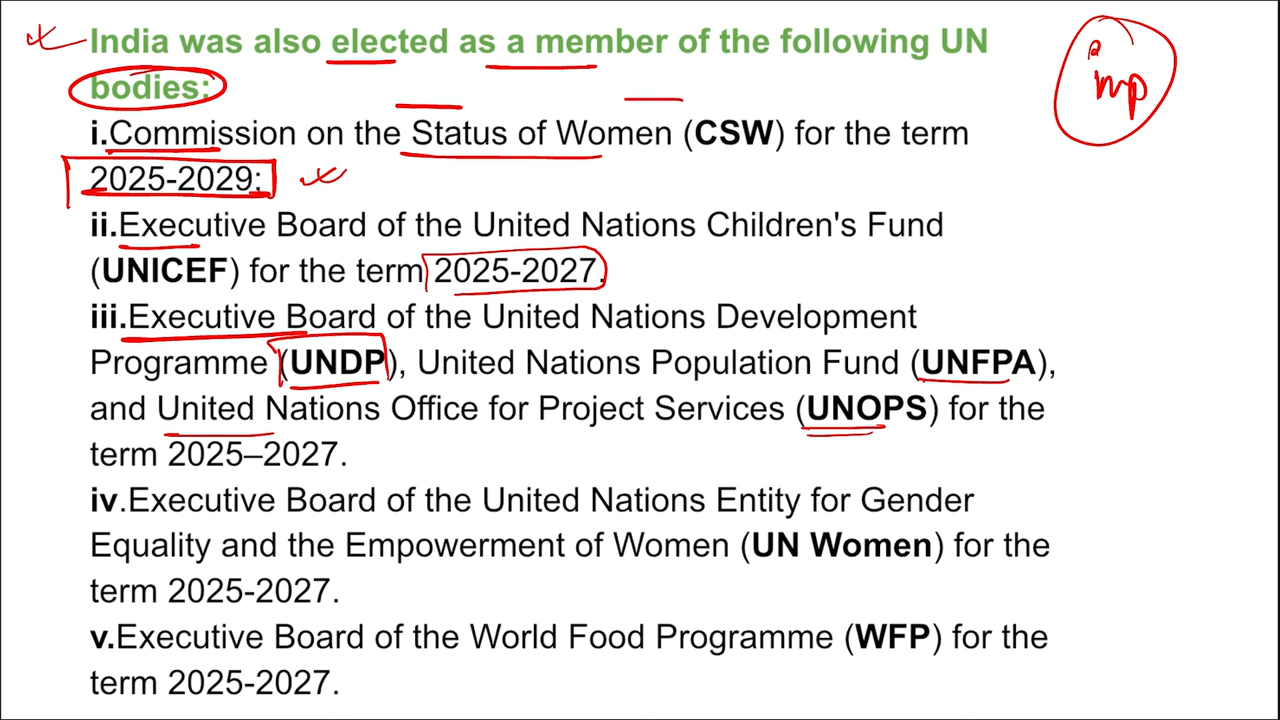 India was also elected as a member of the following UN
bodies:
imp
i.Commission on the Status of Women (CSW) for the term
2025-2029;
ii.Executive Board of the United Nations Children's Fund
(UNICEF) for the term 2025-2027.
iii.Executive Board of the United Nations Development
Programme (UNDP), United Nations Population Fund (UNFPA),
and United Nations Office for Project Services (UNOPS) for the
term 2025–2027.
iv.Executive Board of the United Nations Entity for Gender
Equality and the Empowerment of Women (UN Women) for the
term 2025-2027.
v.Executive Board of the World Food Programme (WFP) for the
term 2025-2027.